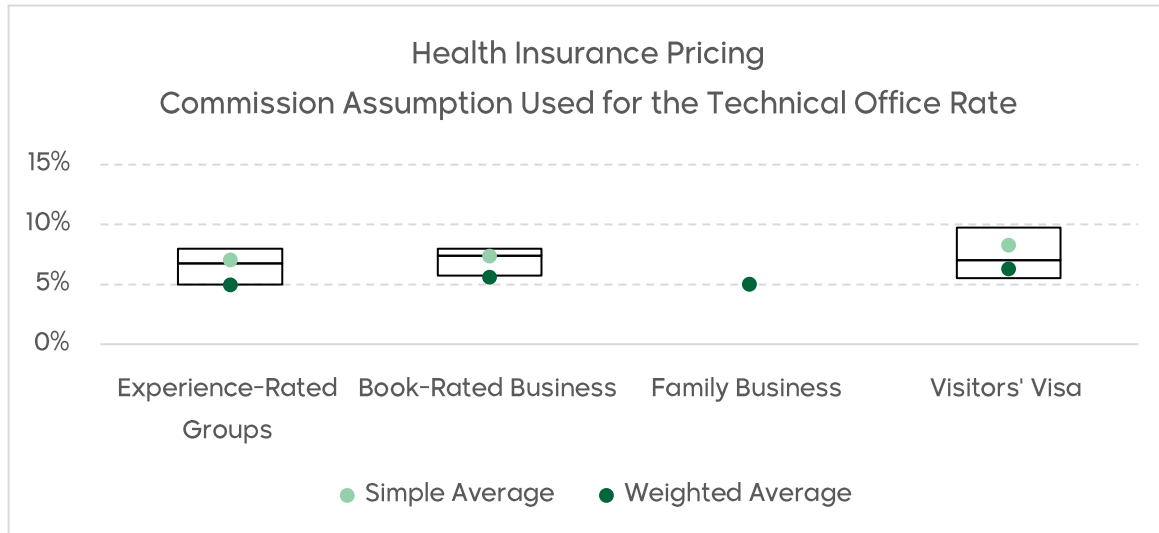 Health Insurance Pricing
Commission Assumption Used for the Technical Office Rate
15%
10%
5%
0%
Experience-Rated Groups
Book-Rated Business
Family Business
Visitors' Visa
Simple Average
Weighted Average